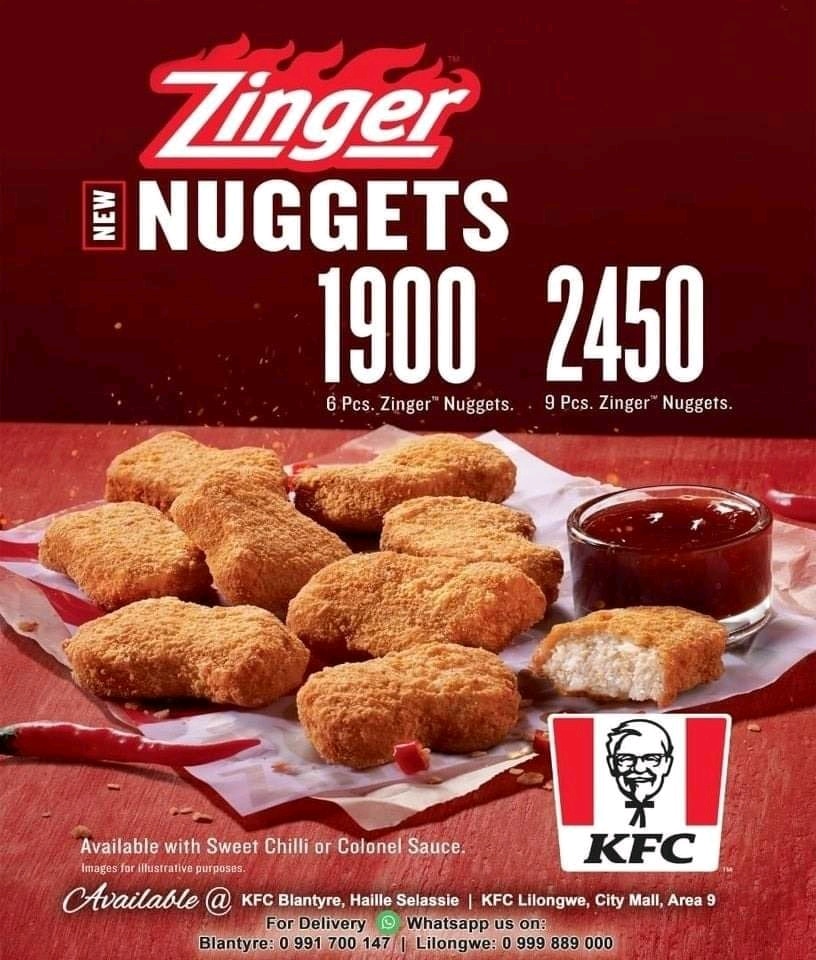 Zinger™
NEW
NUGGETS
1900
6 Pcs. Zinger™ Nuggets.
2450
9 Pcs. Zinger™ Nuggets.
KFC™
Available with Sweet Chilli or Colonel Sauce.
Images for illustrative purposes.
Available @ KFC Blantyre, Haille Selassie | KFC Lilongwe, City Mall, Area 9
For Delivery Whatsapp us on:
Blantyre: 0 991 700 147 | Lilongwe: 0 999 889 000